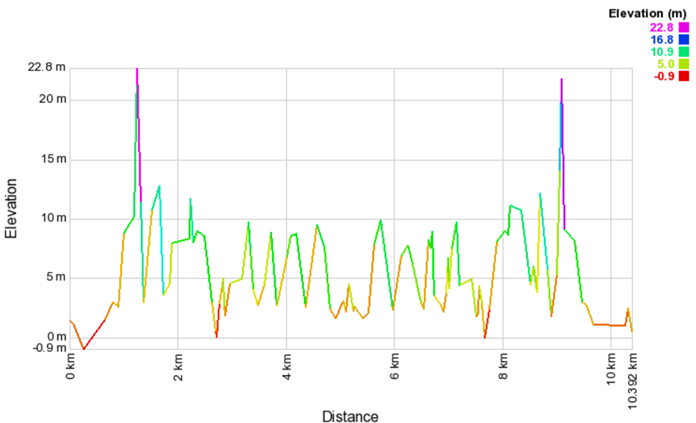 Elevation (m)
22.8
16.8
10.9
5.0
-0.9
22.8 m
20 m
15 m
10 m
5 m
0 m
-0.9 m
Elevation
0 km
2 km
4 km
6 km
8 km
10 km
10.392 km
Distance